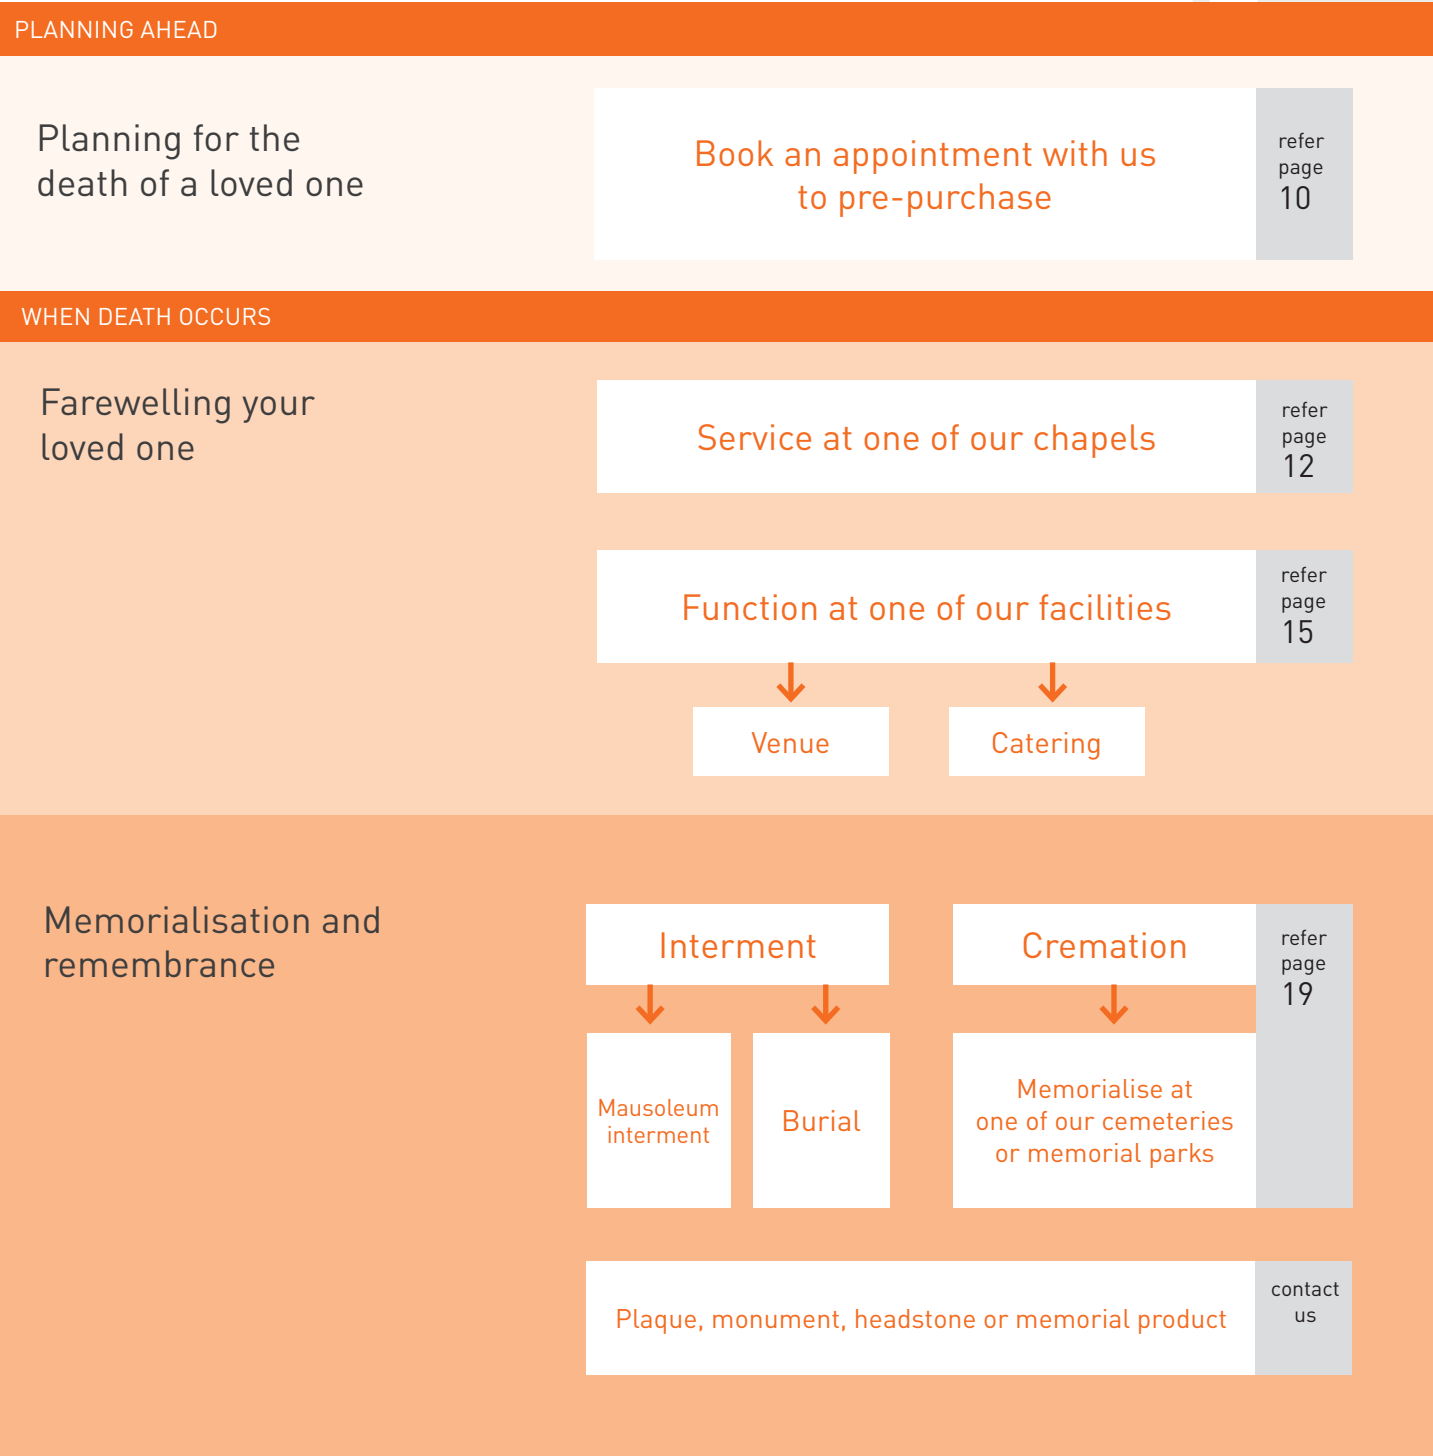 PLANNING AHEAD
Planning for the
death of a loved one
Book an appointment with us
to pre-purchase
refer
page
10
WHEN DEATH OCCURS
Farewelling your
loved one
Service at one of our chapels
refer
page
12
Function at one of our facilities
refer
page
15
Venue
Catering
Memorialisation and
remembrance
Interment
Cremation
refer
page
19
Mausoleum
interment
Burial
Memorialise at
one of our cemeteries
or memorial parks
Plaque, monument, headstone or memorial product
contact
us